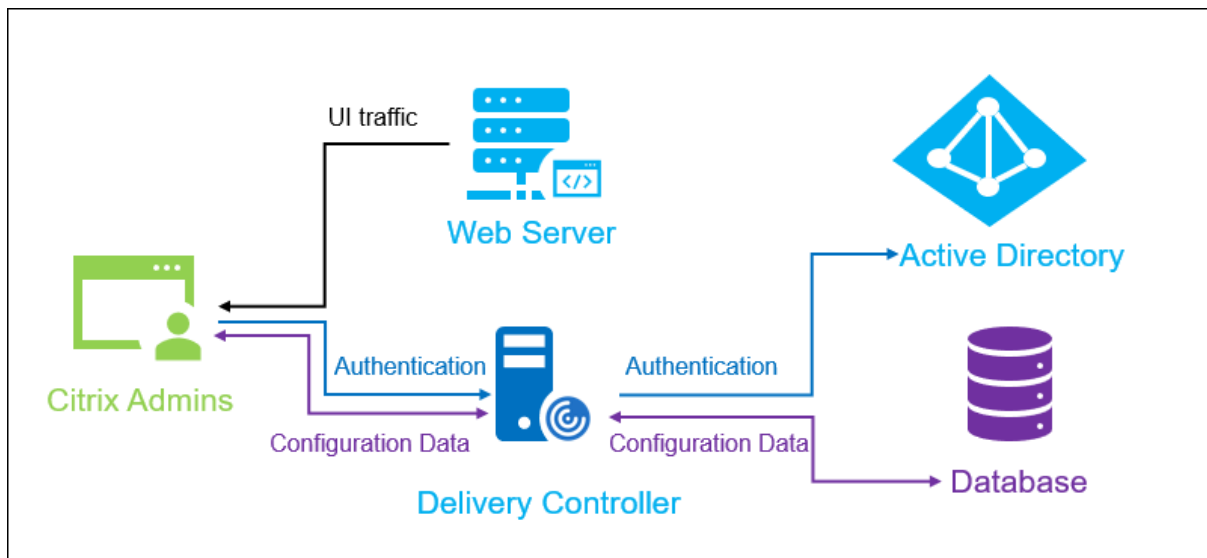 UI traffic
</>
Web Server
Active Directory
Authentication
Authentication
Citrix Admins
Configuration Data
Configuration Data
Delivery Controller
Database